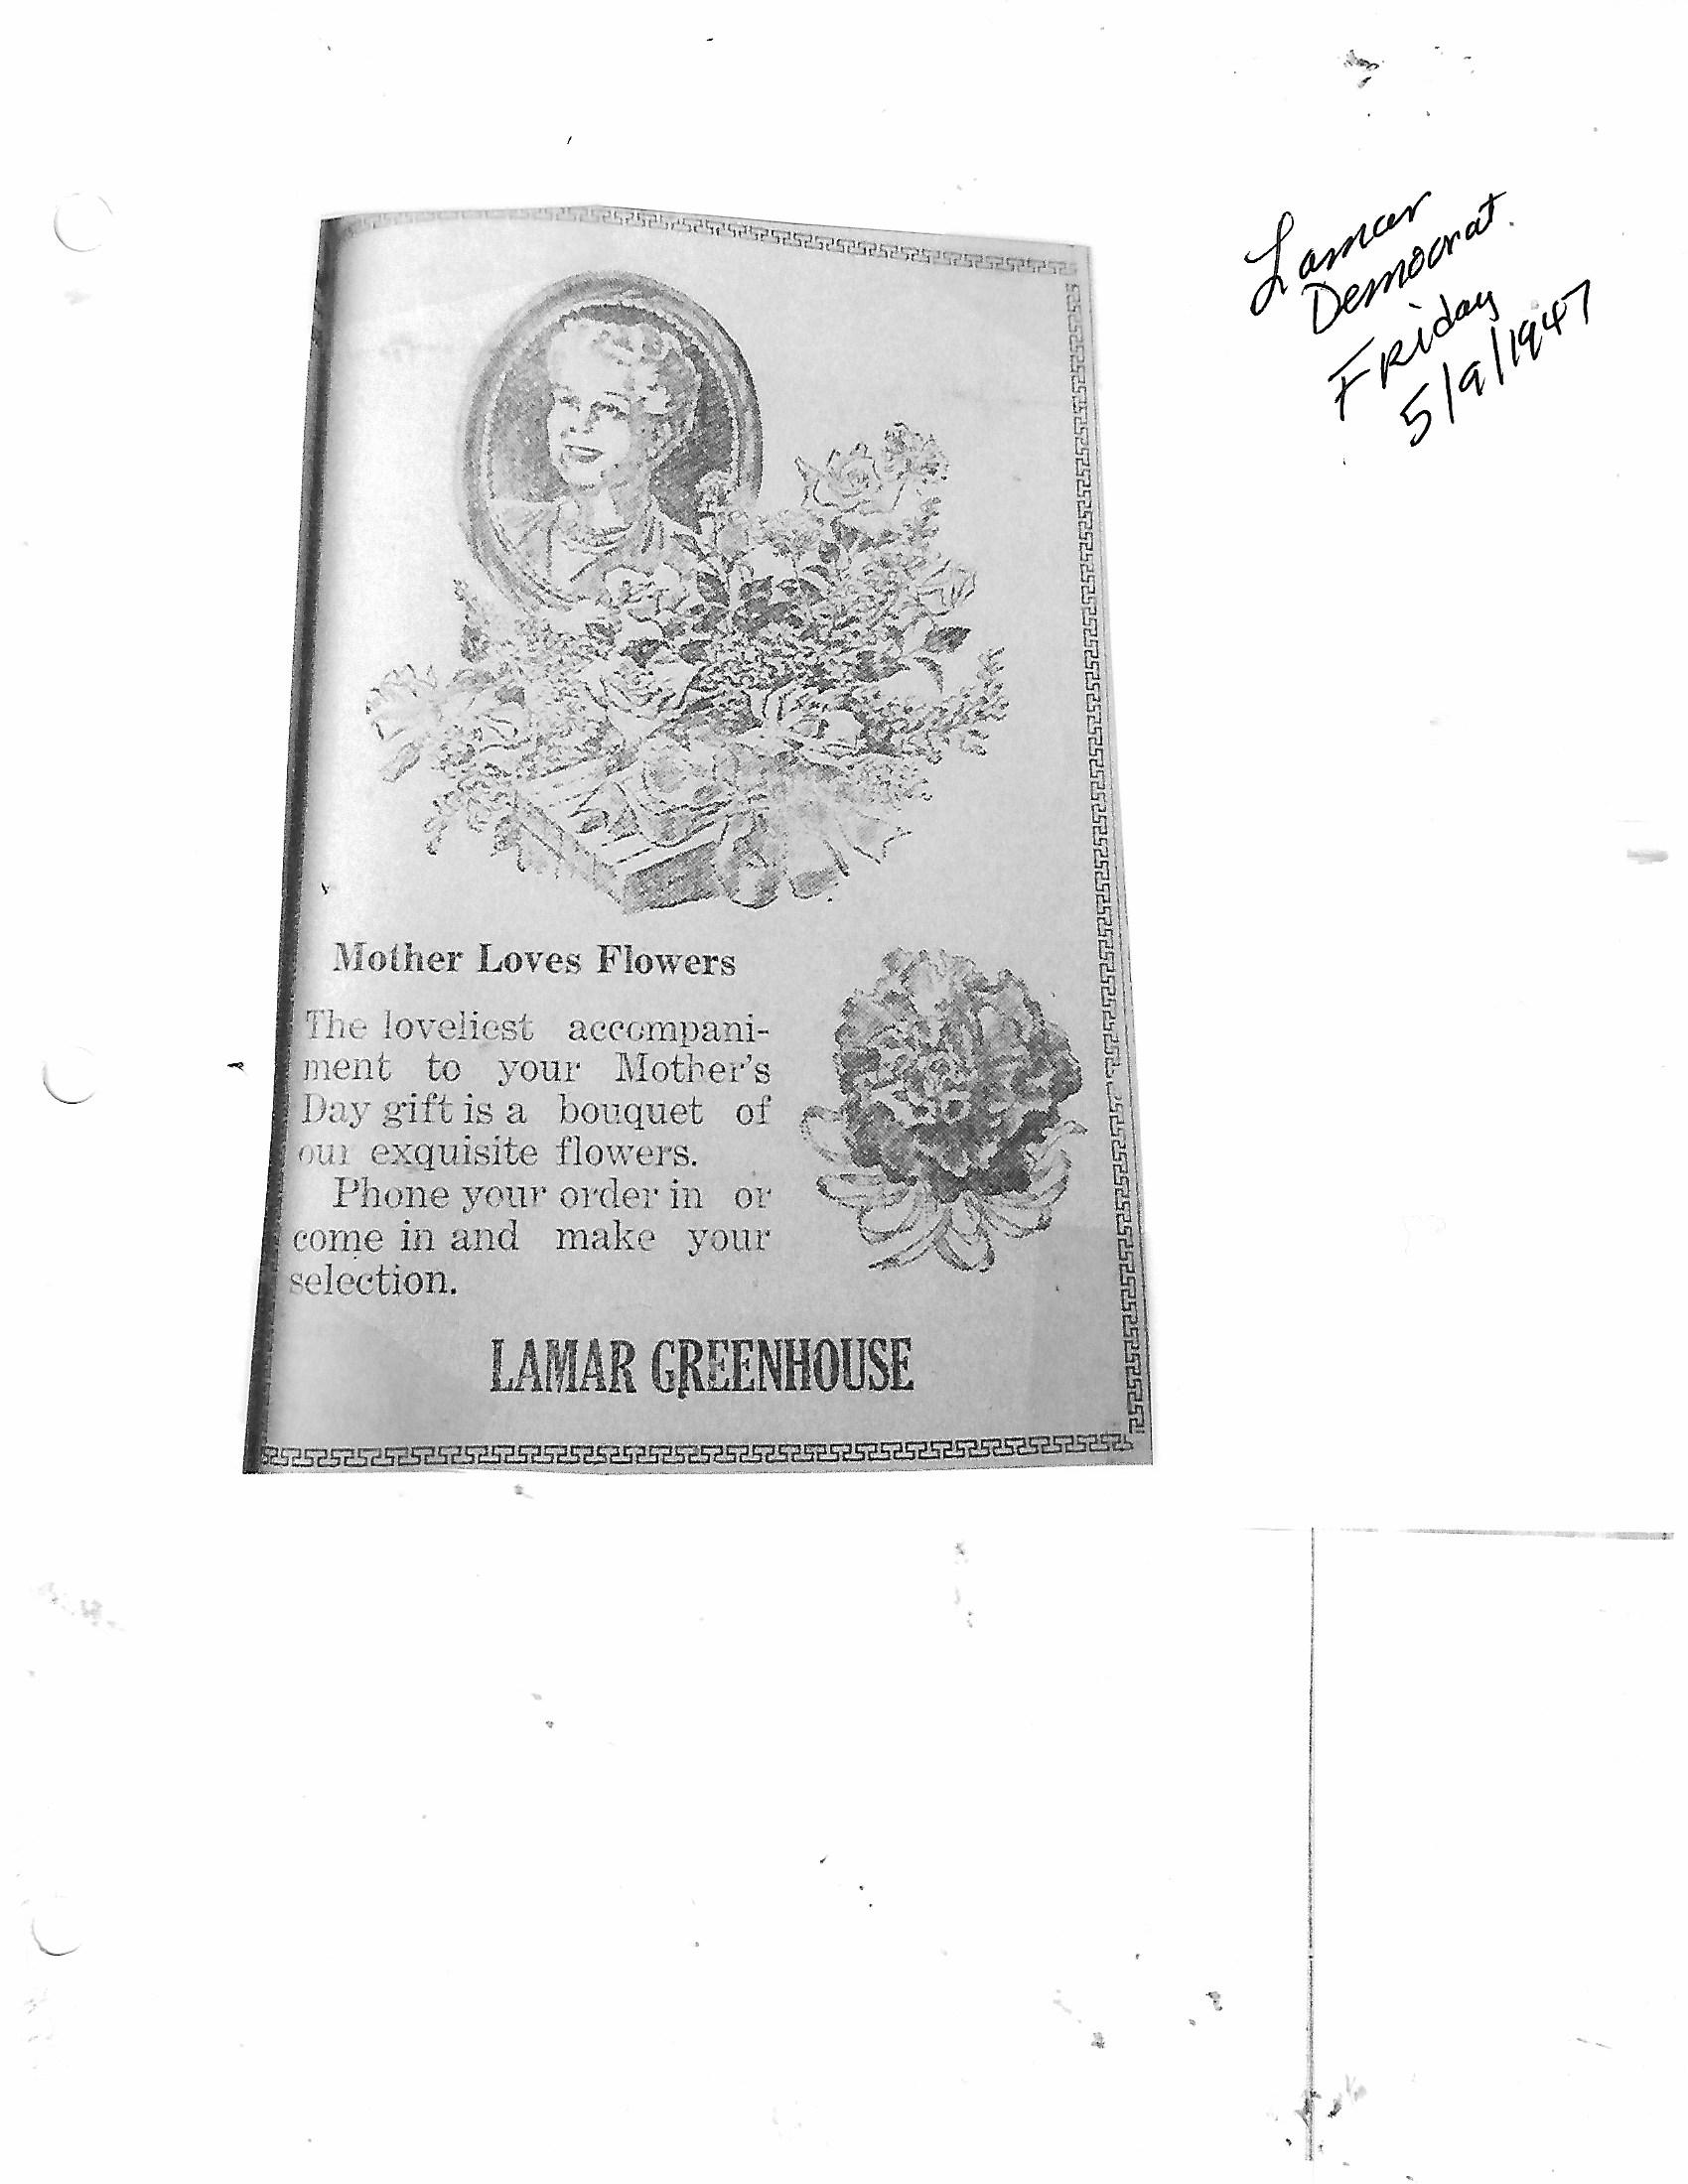 Lamar
Democrat.
Friday
5/9/1947
Mother Loves Flowers
The loveliest accompani-
ment to your Mother's
Day gift is a bouquet of
our exquisite flowers.
Phone your order in or
come in and make your
selection.
LAMAR GREENHOUSE